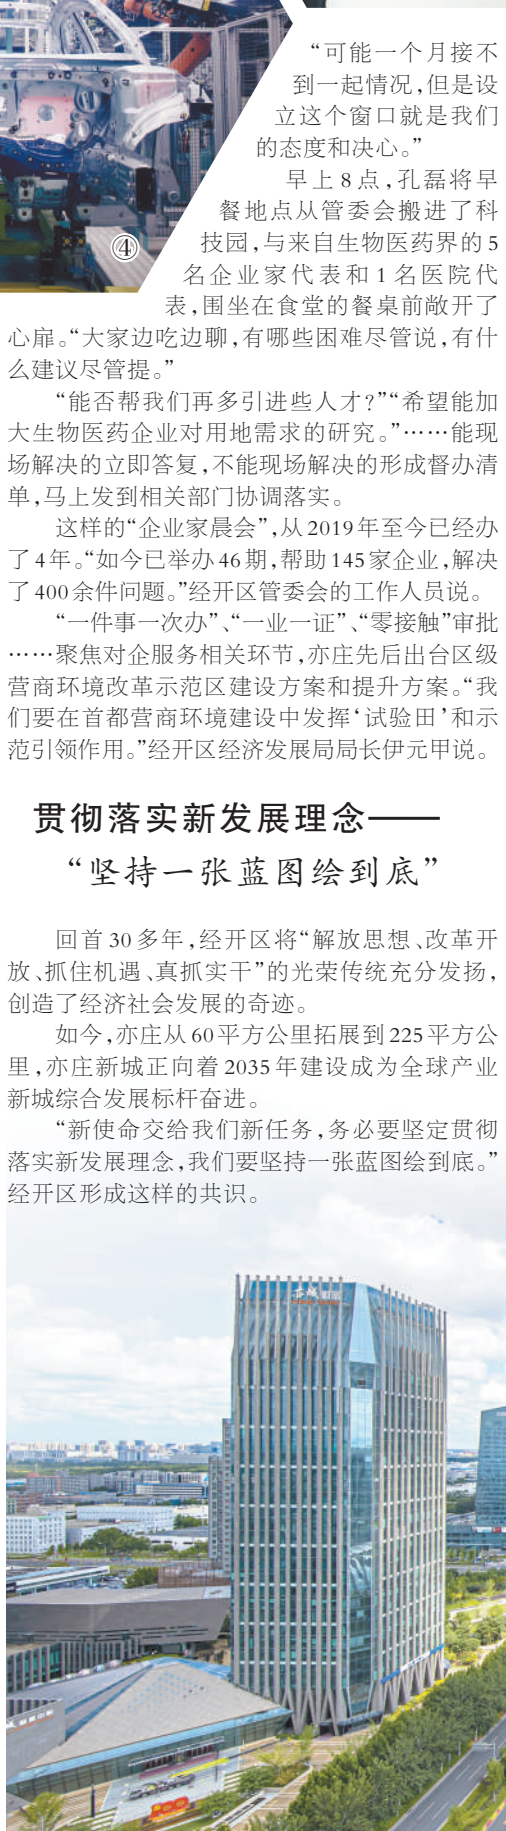 “可能一个月接不
到一起情况,但是设
立这个窗口就是我们
的态度和决心。”
早上8点,孔磊将早
餐地点从管委会搬进了科
技园,与来自生物医药界的5
名企业家代表和1名医院代
表,围坐在食堂的餐桌前敞开了
④
心扉。“大家边吃边聊,有哪些困难尽管说,有什
么建议尽管提。”
“能否帮我们再多引进些人才?”“希望能加
大生物医药企业对用地需求的研究。”……能现
场解决的立即答复,不能现场解决的形成督办清
单,马上发到相关部门协调落实。
这样的“企业家晨会”,从2019年至今已经办
了4年。“如今已举办46期,帮助145家企业,解决
了400余件问题。”经开区管委会的工作人员说。
“一件事一次办”、“一业一证”、“零接触”审批
……聚焦对企服务相关环节,亦庄先后出台区级
营商环境改革示范区建设方案和提升方案。“我
们要在首都营商环境建设中发挥‘试验田’和示
范引领作用。”经开区经济发展局局长伊元甲说。
贯彻落实新发展理念——
“坚持一张蓝图绘到底”
回首30多年,经开区将“解放思想、改革开
放、抓住机遇、真抓实干”的光荣传统充分发扬,
创造了经济社会发展的奇迹。
如今,亦庄从60平方公里拓展到225平方公
里,亦庄新城正向着2035年建设成为全球产业
新城综合发展标杆奋进。
“新使命交给我们新任务,务必要坚定贯彻
落实新发展理念,我们要坚持一张蓝图绘到底。”
经开区形成这样的共识。